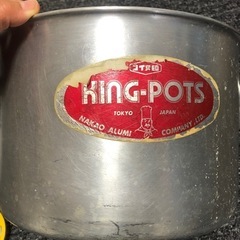 KING-POTS
TOKYO JAPAN
NAKAO ALUMI COMPANY. LTD.